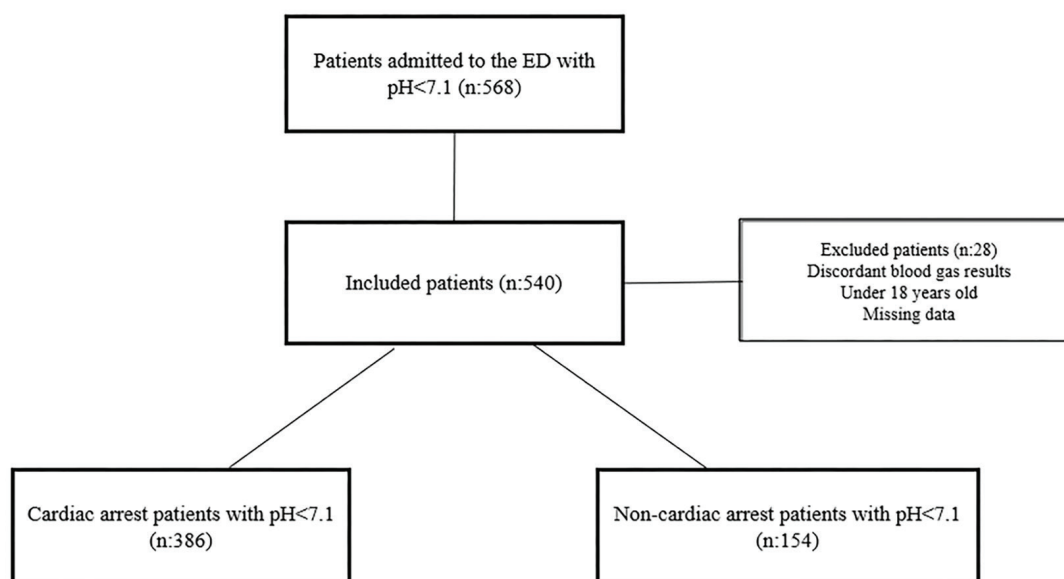 Patients admitted to the ED with
pH<7.1 (n:568)
Included patients (n:540)
Excluded patients (n:28)
Discordant blood gas results
Under 18 years old
Missing data
Cardiac arrest patients with pH<7.1
(n:386)
Non-cardiac arrest patients with pH<7.1
(n:154)